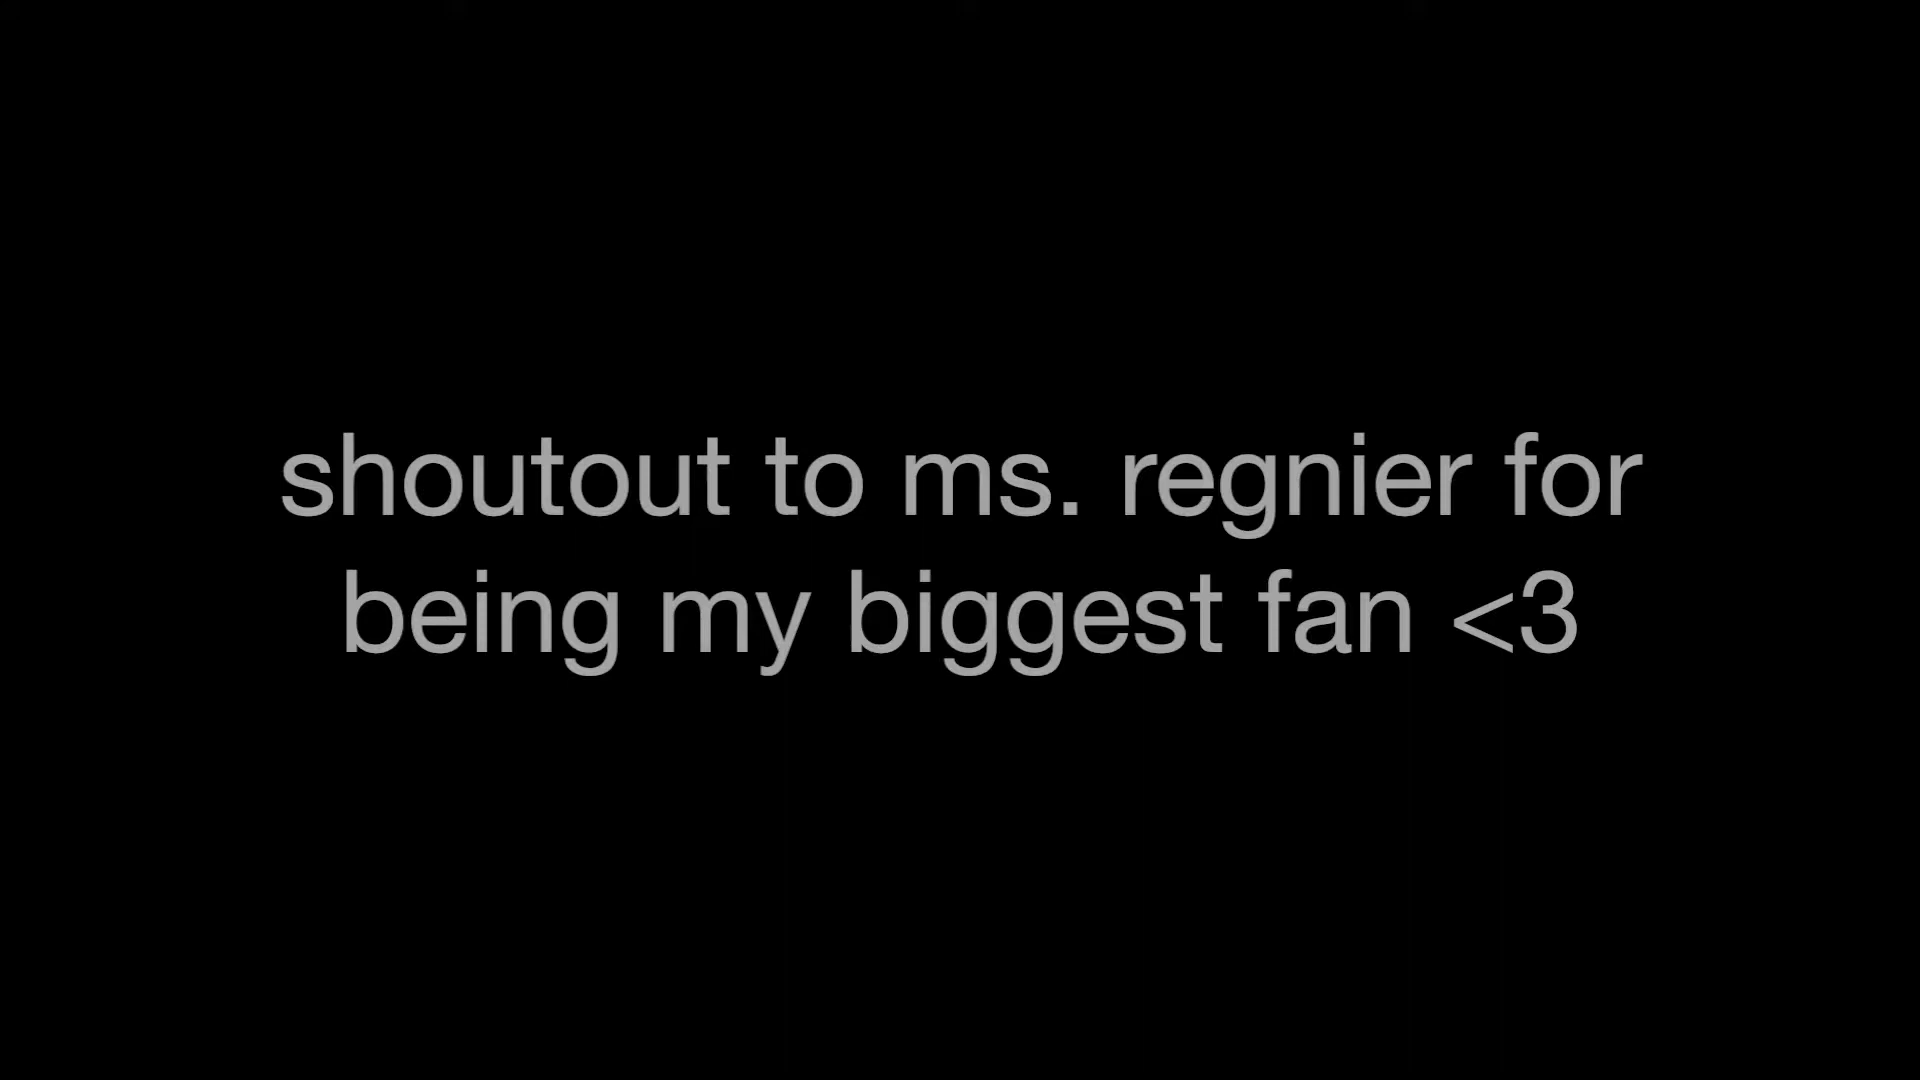 shoutout to ms. regnier for
being my biggest fan <3